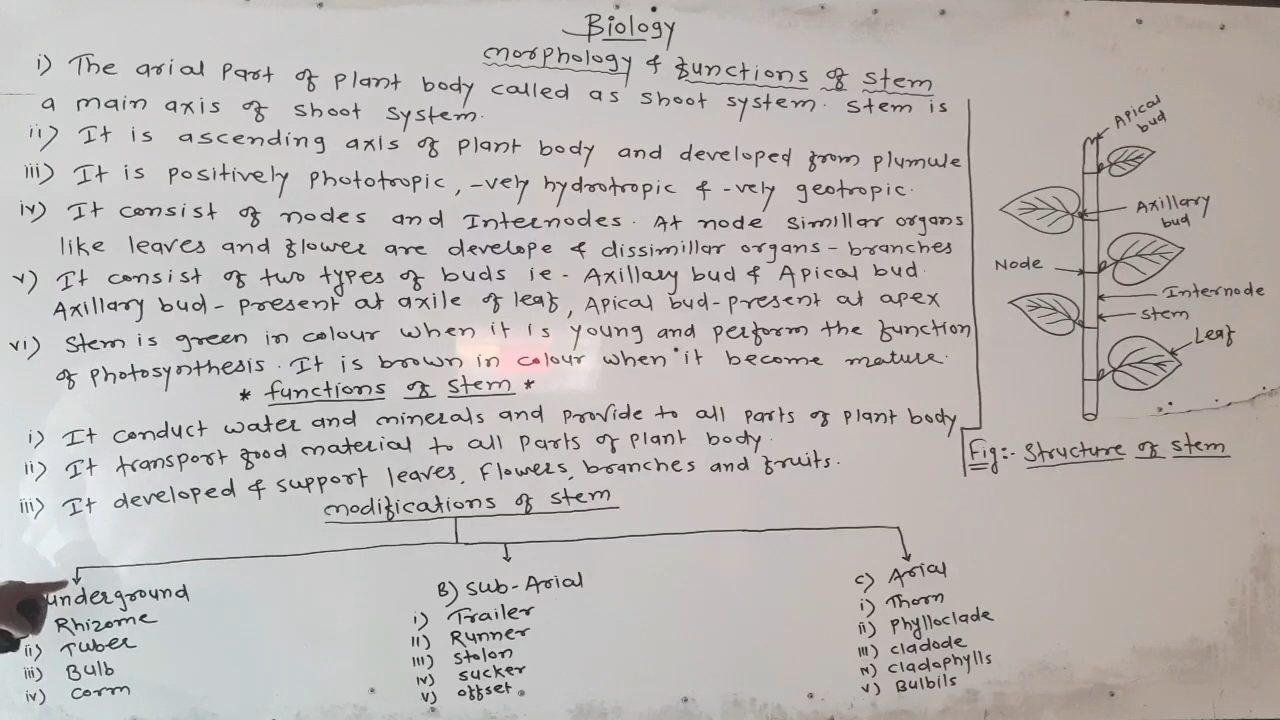 Biology
morphology & functions of stem
i) The arial part of plant body called as shoot system. Stem is
a main axis of shoot system.
ii) It is ascending axis of plant body and developed from plumule
iii) It is positively phototropic, -vely hydrotropic & -vely geotropic.
iv) It consist of nodes and Internodes. At node simillar organs
like leaves and flower are develope & dissimillar organs - branches
v) It consist of two types of buds ie - Axillary bud & Apical bud.
Axillary bud - present at axile of leaf, Apical bud - present at apex
vi) Stem is green in colour when it is young and perform the function
of photosynthesis. It is brown in colour when it become mature.
* functions of stem *
i) It conduct water and minerals and provide to all parts of plant body
ii) It transport food material to all parts of plant body.
iii) It developed & support leaves, flowers, branches and fruits.
Apical
bud
Axillary
bud
Node
Internode
stem
Leaf
Fig:- Structure of stem
modifications of stem
underground
Rhizome
ii) Tuber
iii) Bulb
iv) Corm
B) Sub-Arial
i) Trailer
ii) Runner
iii) stolon
iv) sucker
v) offset.
c) Arial
i) Thorn
ii) Phylloclade
iii) cladode
iv) cladophylls
v) Bulbils